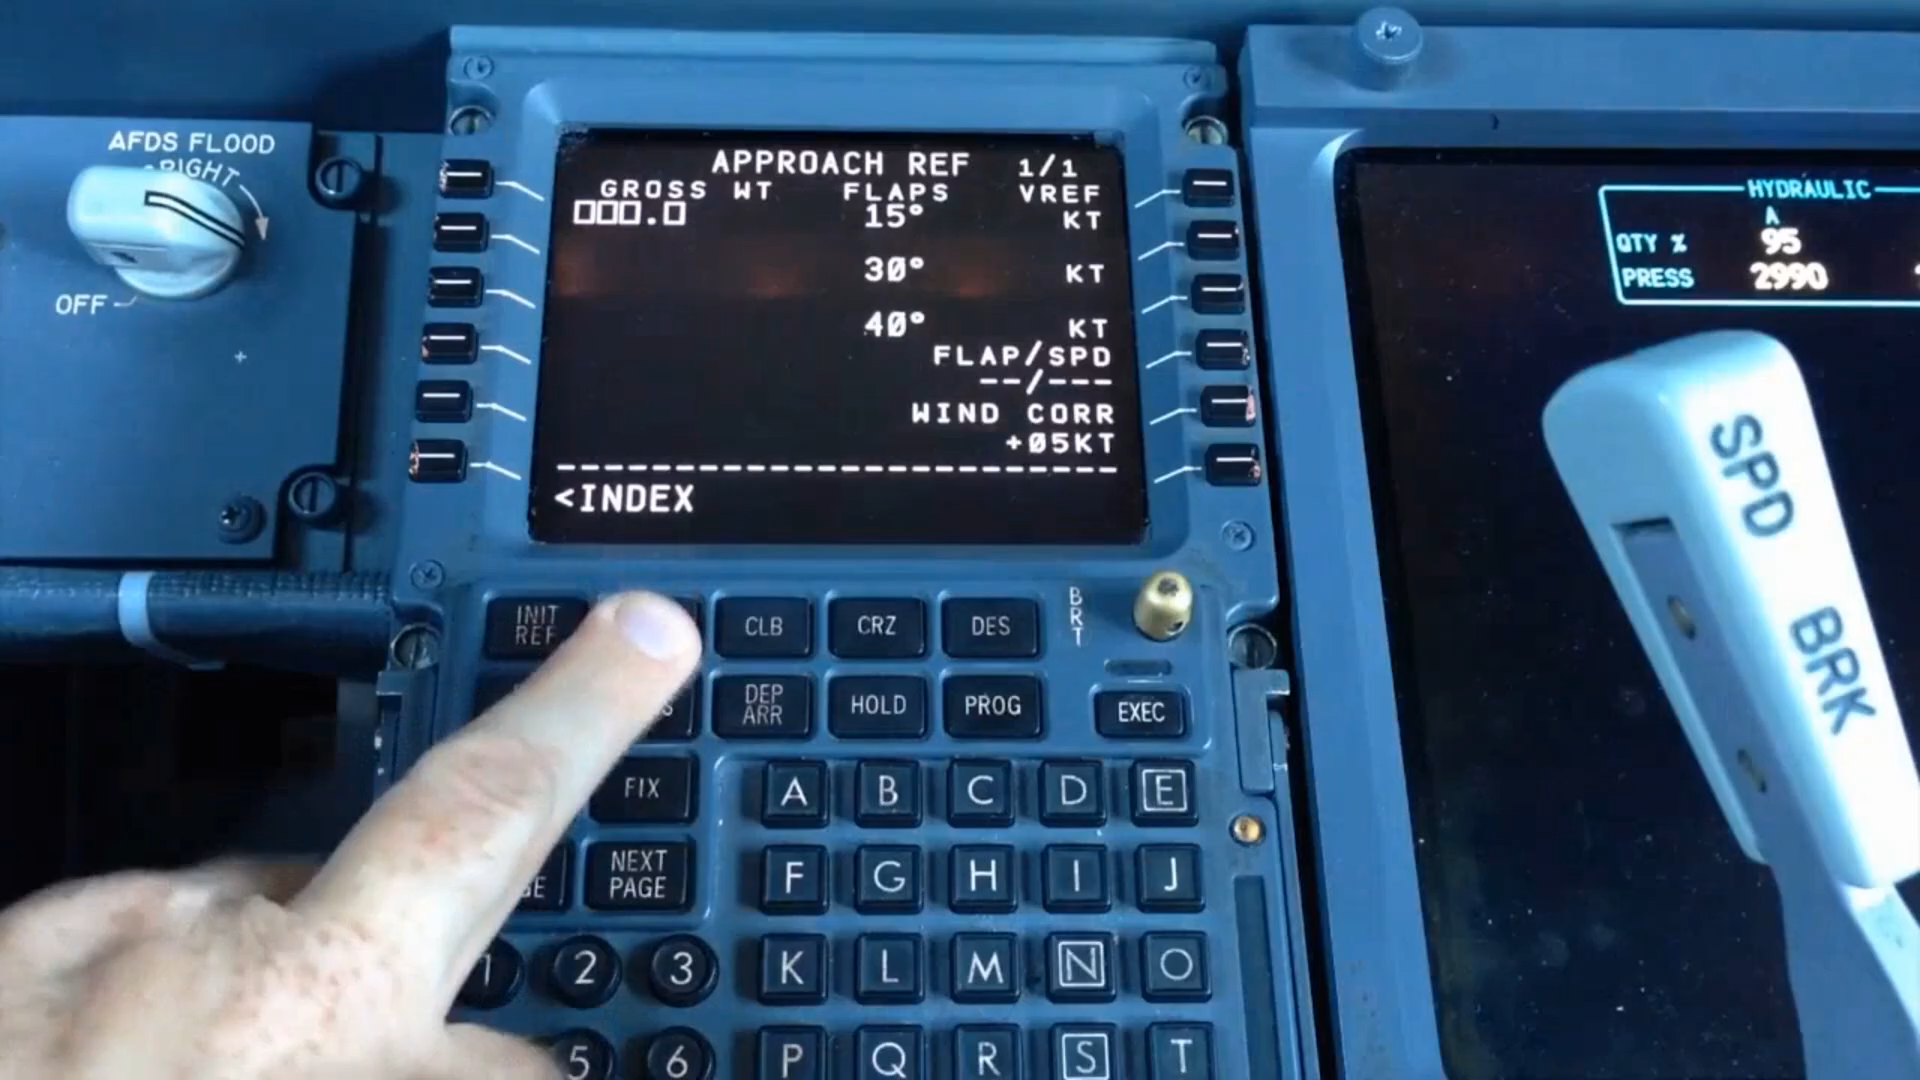 AFDS FLOOD
BRIGHT
OFF
APPROACH REF 1/1
GROSS WT FLAPS VREF
□□□.□ 15° KT
30° KT
40° KT
FLAP/SPD
--/---
WIND CORR
+05KT
------------------------
<INDEX
HYDRAULIC
A
QTY % 95
PRESS 2990
SPD BRK
INIT REF
CLB
CRZ
DES
BRT
DEP ARR
HOLD
PROG
EXEC
FIX
A B C D E
NEXT PAGE
F G H I J
1 2 3
K L M N O
5 6
P Q R S T